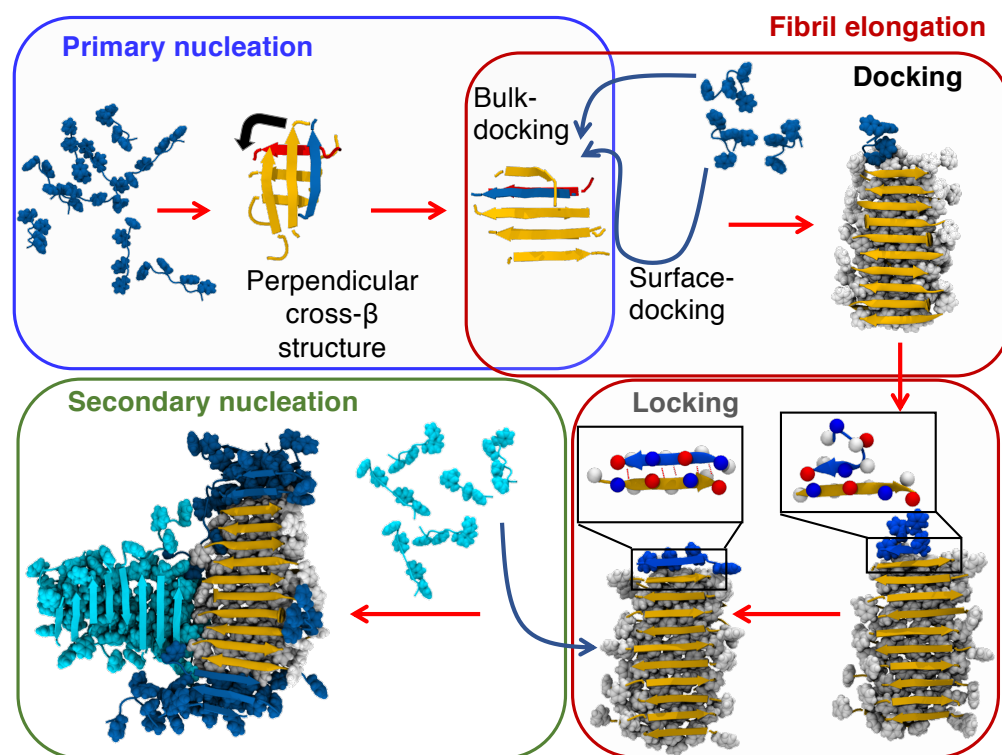 Primary nucleation
Fibril elongation
Docking
Bulk-
docking
Perpendicular
cross-β
structure
Surface-
docking
Secondary nucleation
Locking